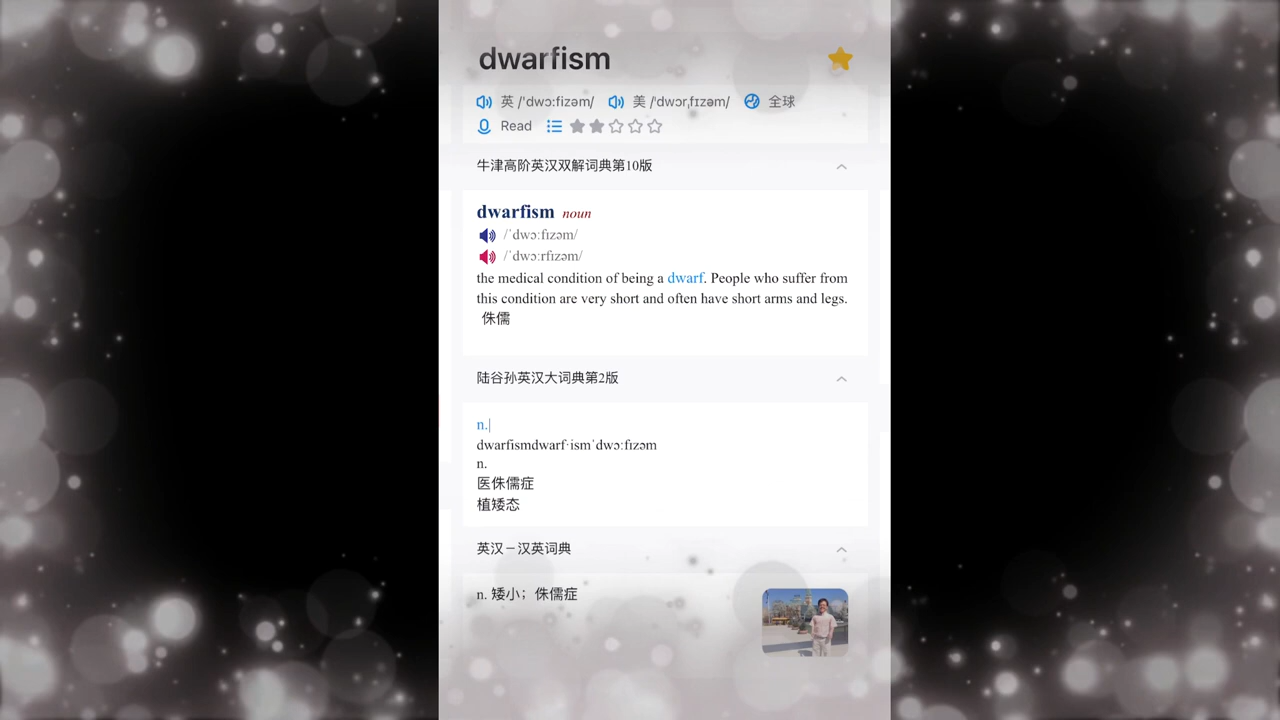 dwarfism
英 /'dwɔ:fizəm/ 美 /'dwɔrˌfɪzəm/ 全球
Read
牛津高阶英汉双解词典第10版
dwarfism noun
/ˈdwɔːfɪzəm/
/ˈdwɔːrfɪzəm/
the medical condition of being a dwarf. People who suffer from
this condition are very short and often have short arms and legs.
侏儒
陆谷孙英汉大词典第2版
n.|
dwarfismdwarf·ismˈdwɔːfɪzəm
n.
医侏儒症
植矮态
英汉－汉英词典
n. 矮小；侏儒症